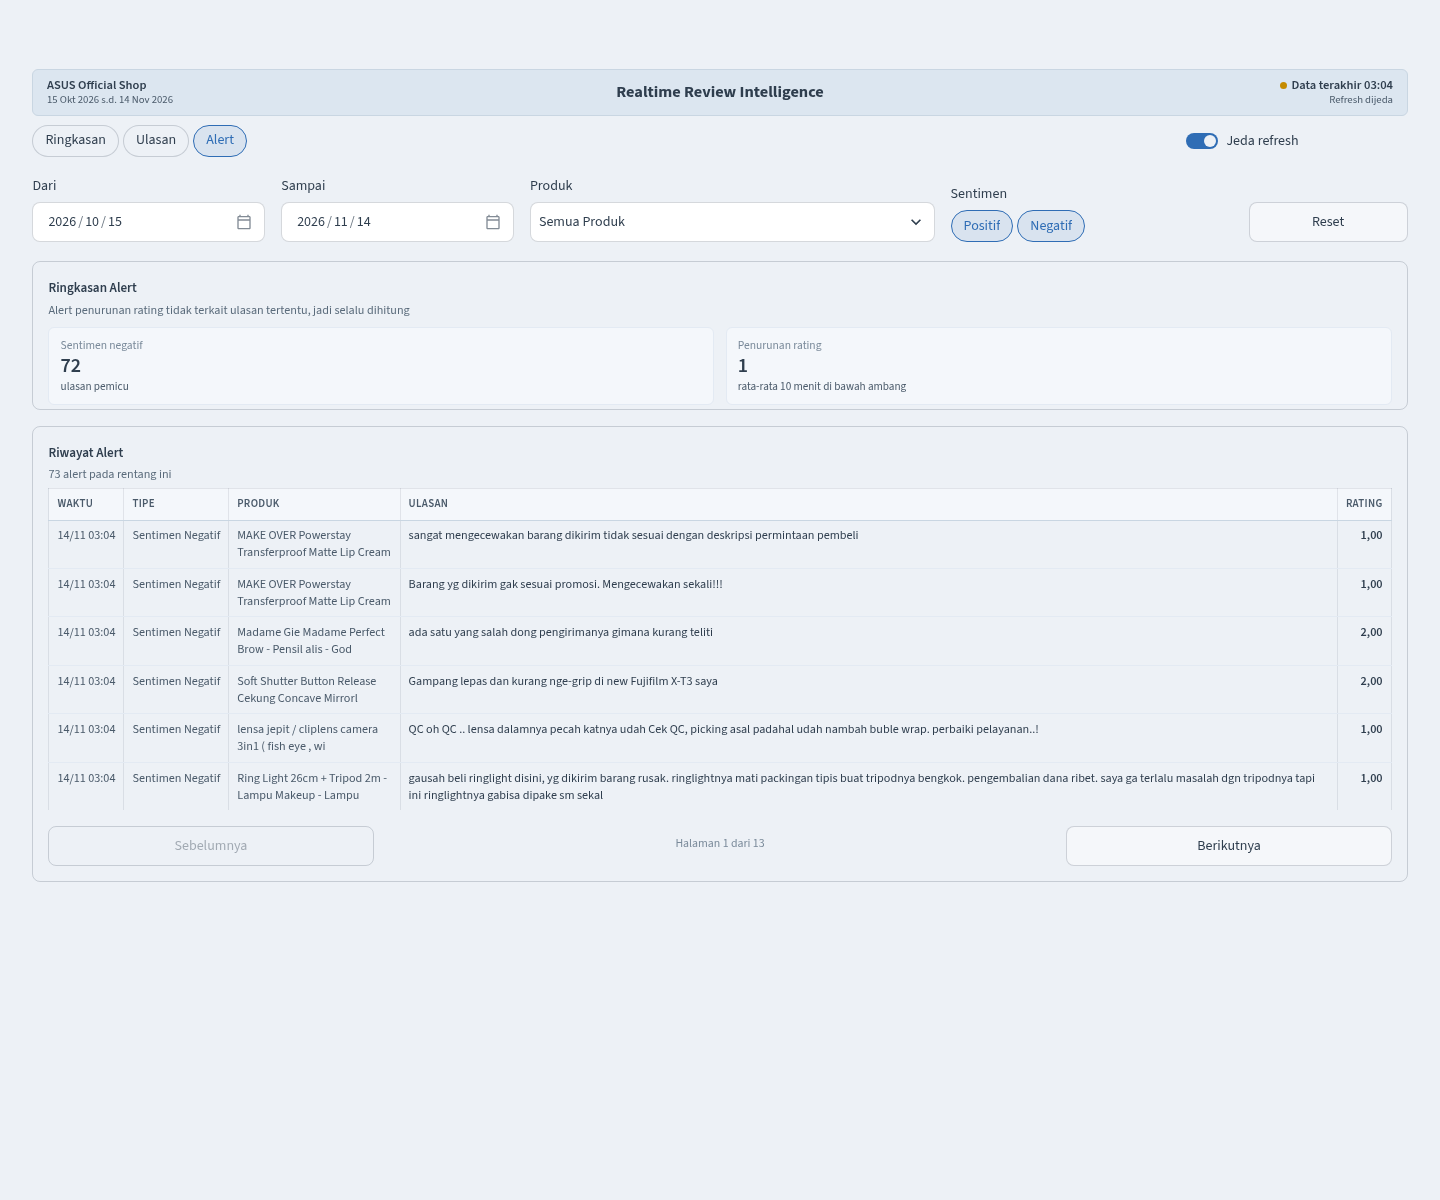 ASUS Official Shop
15 Okt 2026 s.d. 14 Nov 2026
Realtime Review Intelligence
Data terakhir 03:04
Refresh dijeda
Ringkasan
Ulasan
Alert
Jeda refresh
Dari
Sampai
Produk
Sentimen
2026 / 10 / 15
2026 / 11 / 14
Semua Produk
Positif
Negatif
Reset
Ringkasan Alert
Alert penurunan rating tidak terkait ulasan tertentu, jadi selalu dihitung
Sentimen negatif
72
ulasan pemicu
Penurunan rating
1
rata-rata 10 menit di bawah ambang
Riwayat Alert
73 alert pada rentang ini
WAKTU TIPE PRODUK ULASAN RATING
14/11 03:04 Sentimen Negatif MAKE OVER Powerstay sangat mengecewakan barang dikirim tidak sesuai dengan deskripsi permintaan pembeli 1,00
Transferproof Matte Lip Cream
14/11 03:04 Sentimen Negatif MAKE OVER Powerstay Barang yg dikirim gak sesuai promosi. Mengecewakan sekali!!! 1,00
Transferproof Matte Lip Cream
14/11 03:04 Sentimen Negatif Madame Gie Madame Perfect ada satu yang salah dong pengirimanya gimana kurang teliti 2,00
Brow - Pensil alis - God
14/11 03:04 Sentimen Negatif Soft Shutter Button Release Gampang lepas dan kurang nge-grip di new Fujifilm X-T3 saya 2,00
Cekung Concave Mirrorl
14/11 03:04 Sentimen Negatif lensa jepit / cliplens camera QC oh QC .. lensa dalamnya pecah katnya udah Cek QC, picking asal padahal udah nambah buble wrap. perbaiki pelayanan..! 1,00
3in1 ( fish eye , wi
14/11 03:04 Sentimen Negatif Ring Light 26cm + Tripod 2m - gausah beli ringlight disini, yg dikirim barang rusak. ringlightnya mati packingan tipis buat tripodnya bengkok. pengembalian dana ribet. saya ga terlalu masalah dgn tripodnya tapi 1,00
Lampu Makeup - Lampu ini ringlightnya gabisa dipake sm sekal
Sebelumnya
Halaman 1 dari 13
Berikutnya